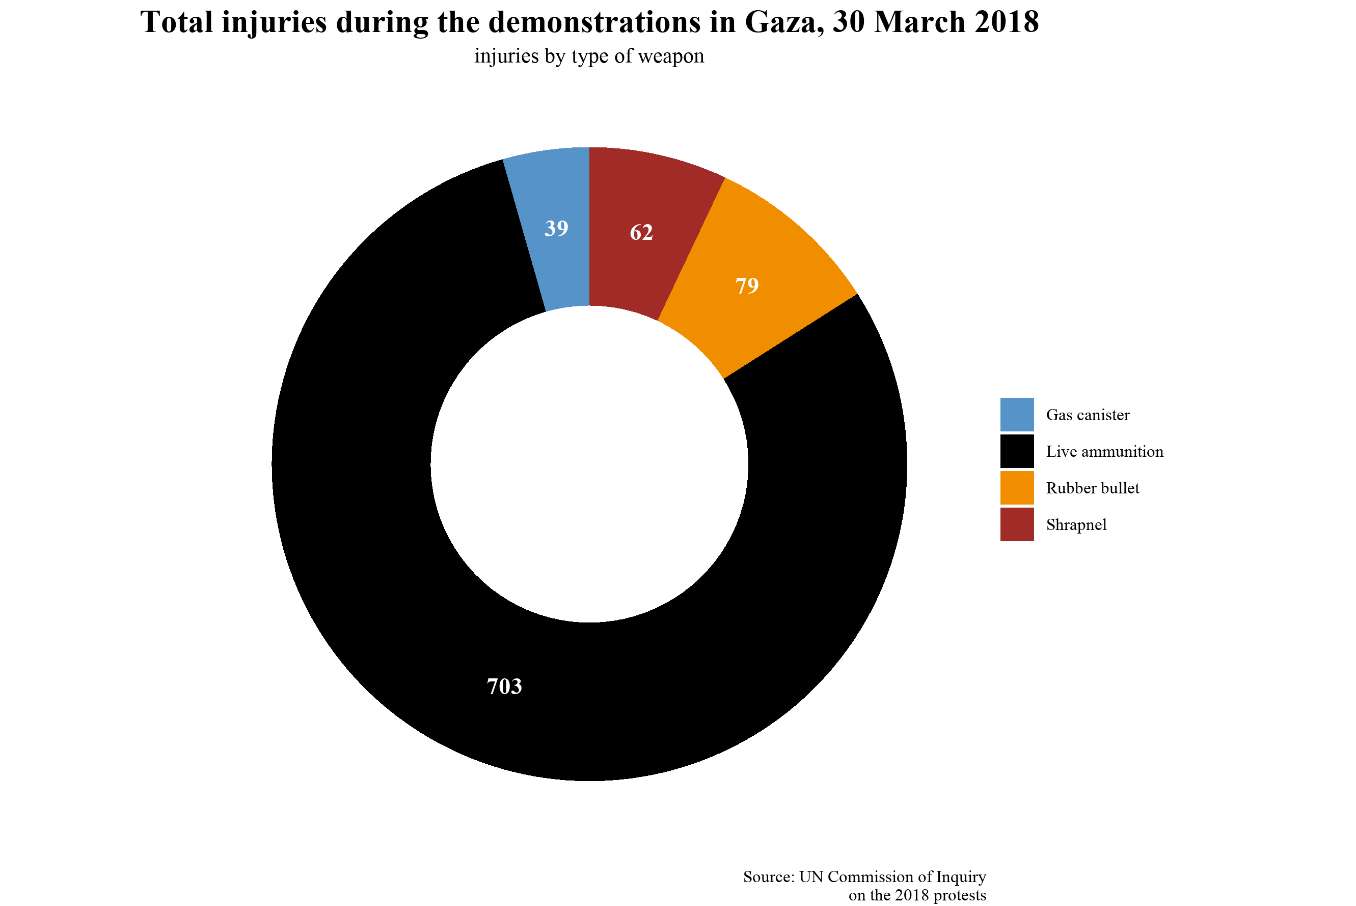 Total injuries during the demonstrations in Gaza, 30 March 2018
injuries by type of weapon
39
62
79
703
Gas canister
Live ammunition
Rubber bullet
Shrapnel
Source: UN Commission of Inquiry
on the 2018 protests